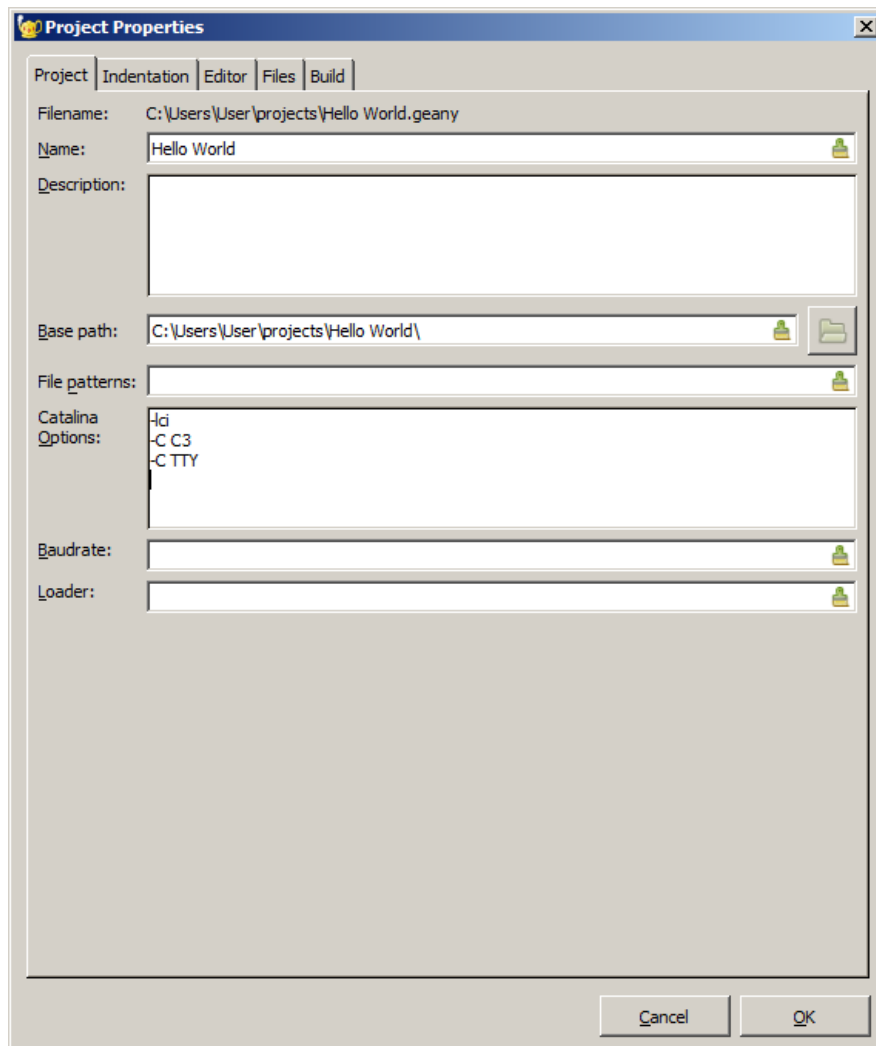 Project Properties
Project Indentation Editor Files Build
Filename: C:\Users\User\projects\Hello World.geany
Name: Hello World
Description:
Base path: C:\Users\User\projects\Hello World\
File patterns:
Catalina
Options:
-lci
-C C3
-C TTY
Baudrate:
Loader:
Cancel OK